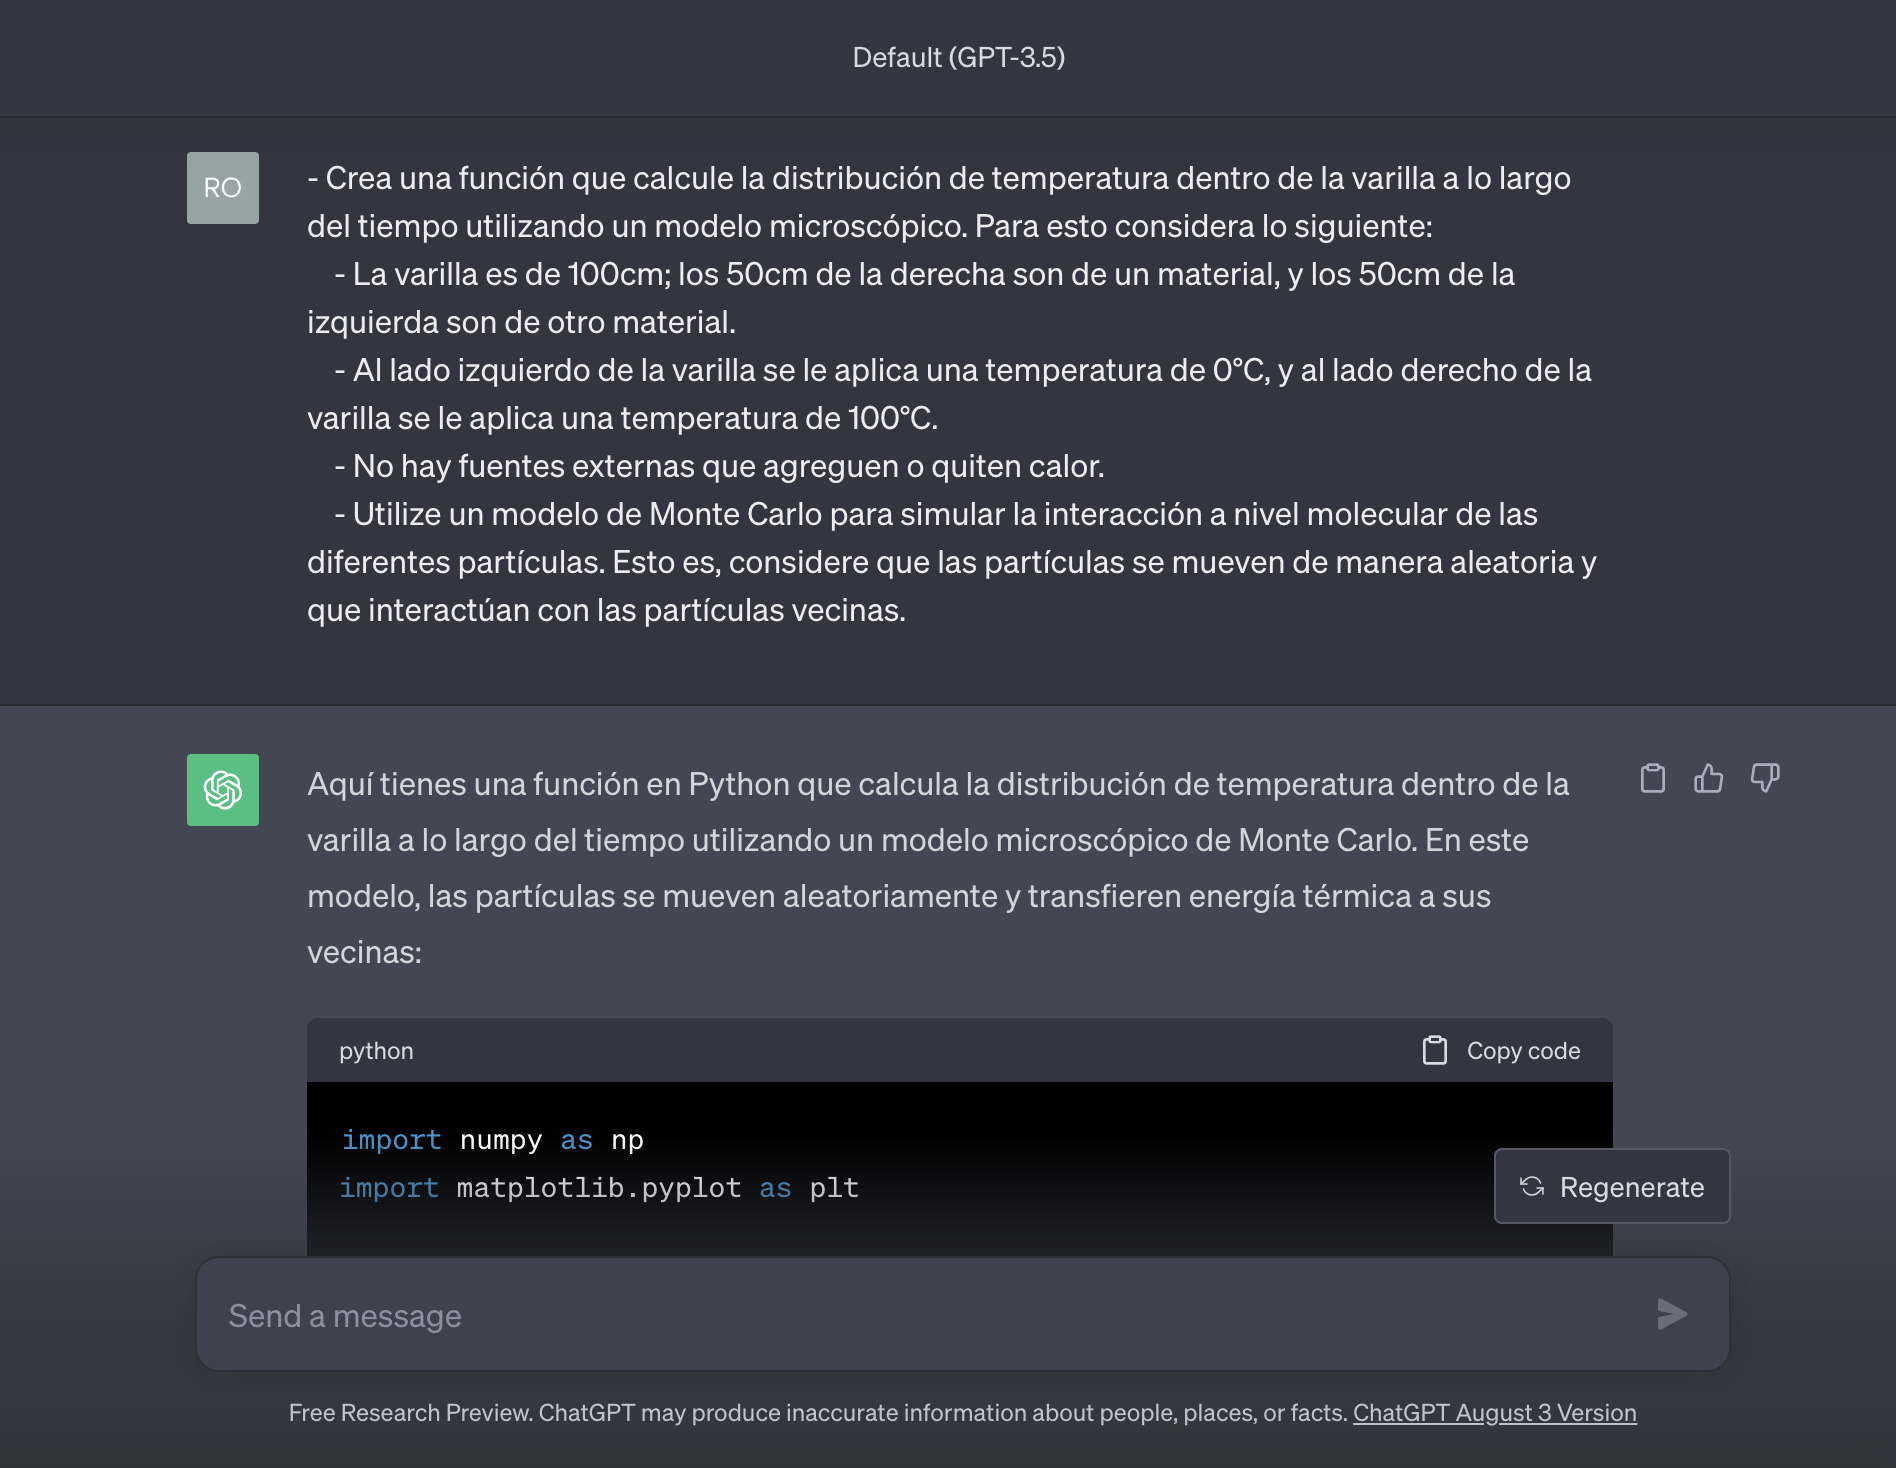 Default (GPT-3.5)
RO
- Crea una función que calcule la distribución de temperatura dentro de la varilla a lo largo
del tiempo utilizando un modelo microscópico. Para esto considera lo siguiente:
- La varilla es de 100cm; los 50cm de la derecha son de un material, y los 50cm de la
izquierda son de otro material.
- Al lado izquierdo de la varilla se le aplica una temperatura de 0°C, y al lado derecho de la
varilla se le aplica una temperatura de 100°C.
- No hay fuentes externas que agreguen o quiten calor.
- Utilize un modelo de Monte Carlo para simular la interacción a nivel molecular de las
diferentes partículas. Esto es, considere que las partículas se mueven de manera aleatoria y
que interactúan con las partículas vecinas.
Aquí tienes una función en Python que calcula la distribución de temperatura dentro de la
varilla a lo largo del tiempo utilizando un modelo microscópico de Monte Carlo. En este
modelo, las partículas se mueven aleatoriamente y transfieren energía térmica a sus
vecinas:
python
Copy code
import numpy as np
import matplotlib.pyplot as plt
Regenerate
Send a message
Free Research Preview. ChatGPT may produce inaccurate information about people, places, or facts. ChatGPT August 3 Version